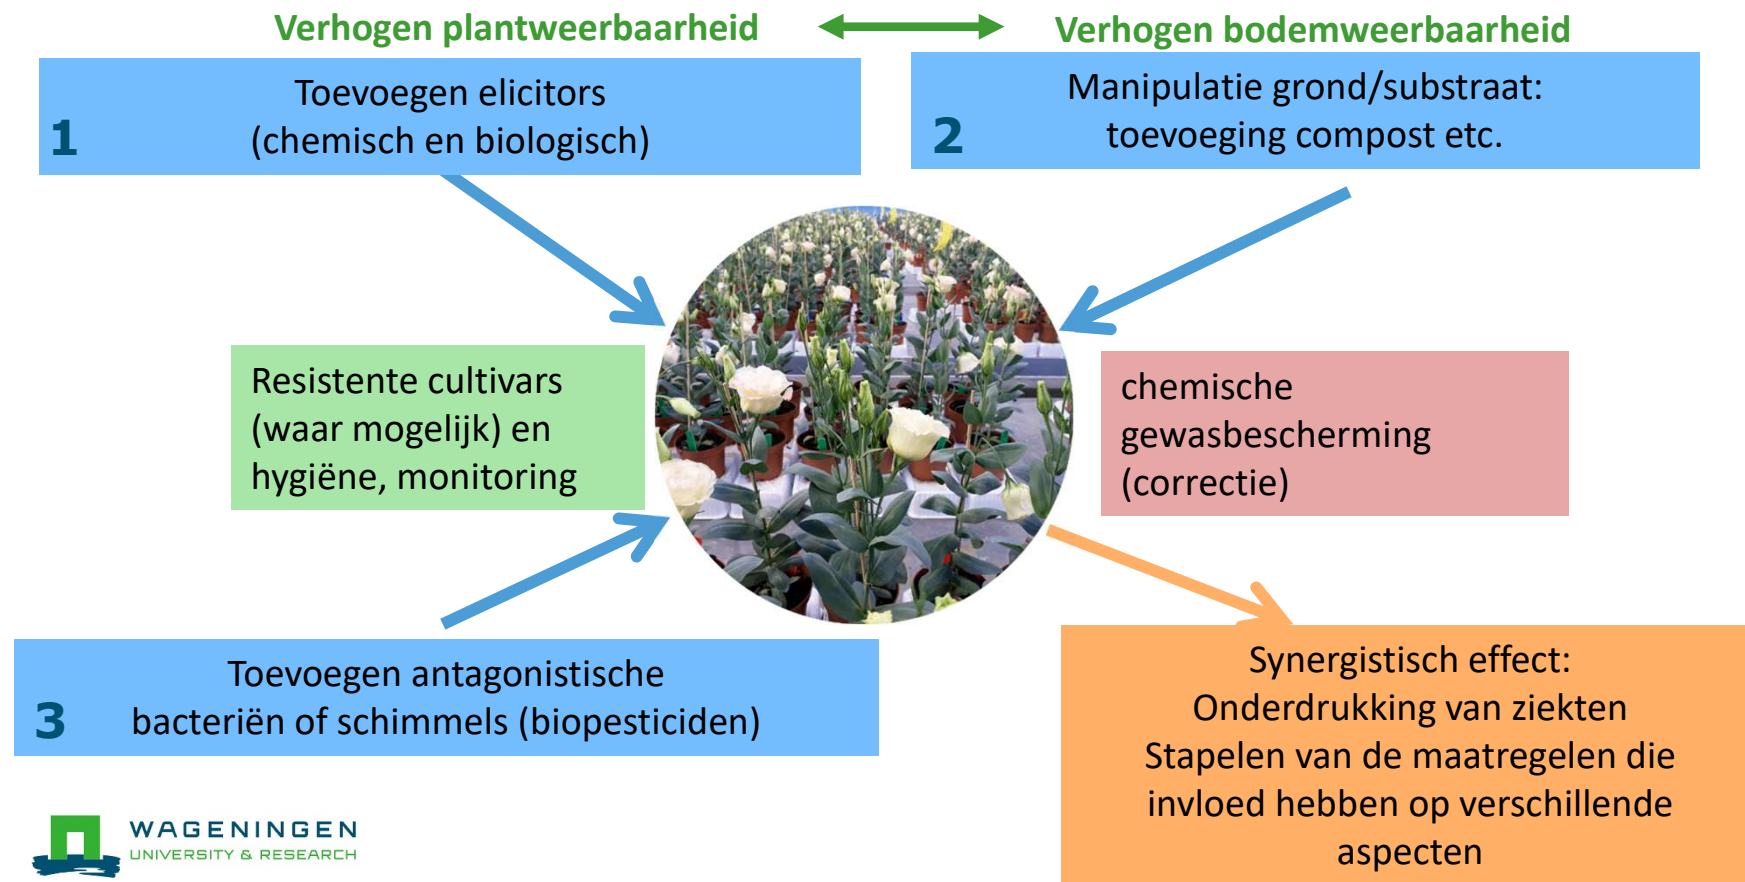 Verhogen plantweerbaarheid
Verhogen bodemweerbaarheid
1
Toevoegen elicitors
(chemisch en biologisch)
2
Manipulatie grond/substraat:
toevoeging compost etc.
Resistente cultivars
(waar mogelijk) en
hygiëne, monitoring
chemische
gewasbescherming
(correctie)
3
Toevoegen antagonistische
bacteriën of schimmels (biopesticiden)
Synergistisch effect:
Onderdrukking van ziekten
Stapelen van de maatregelen die
invloed hebben op verschillende
aspecten
WAGENINGEN
UNIVERSITY & RESEARCH